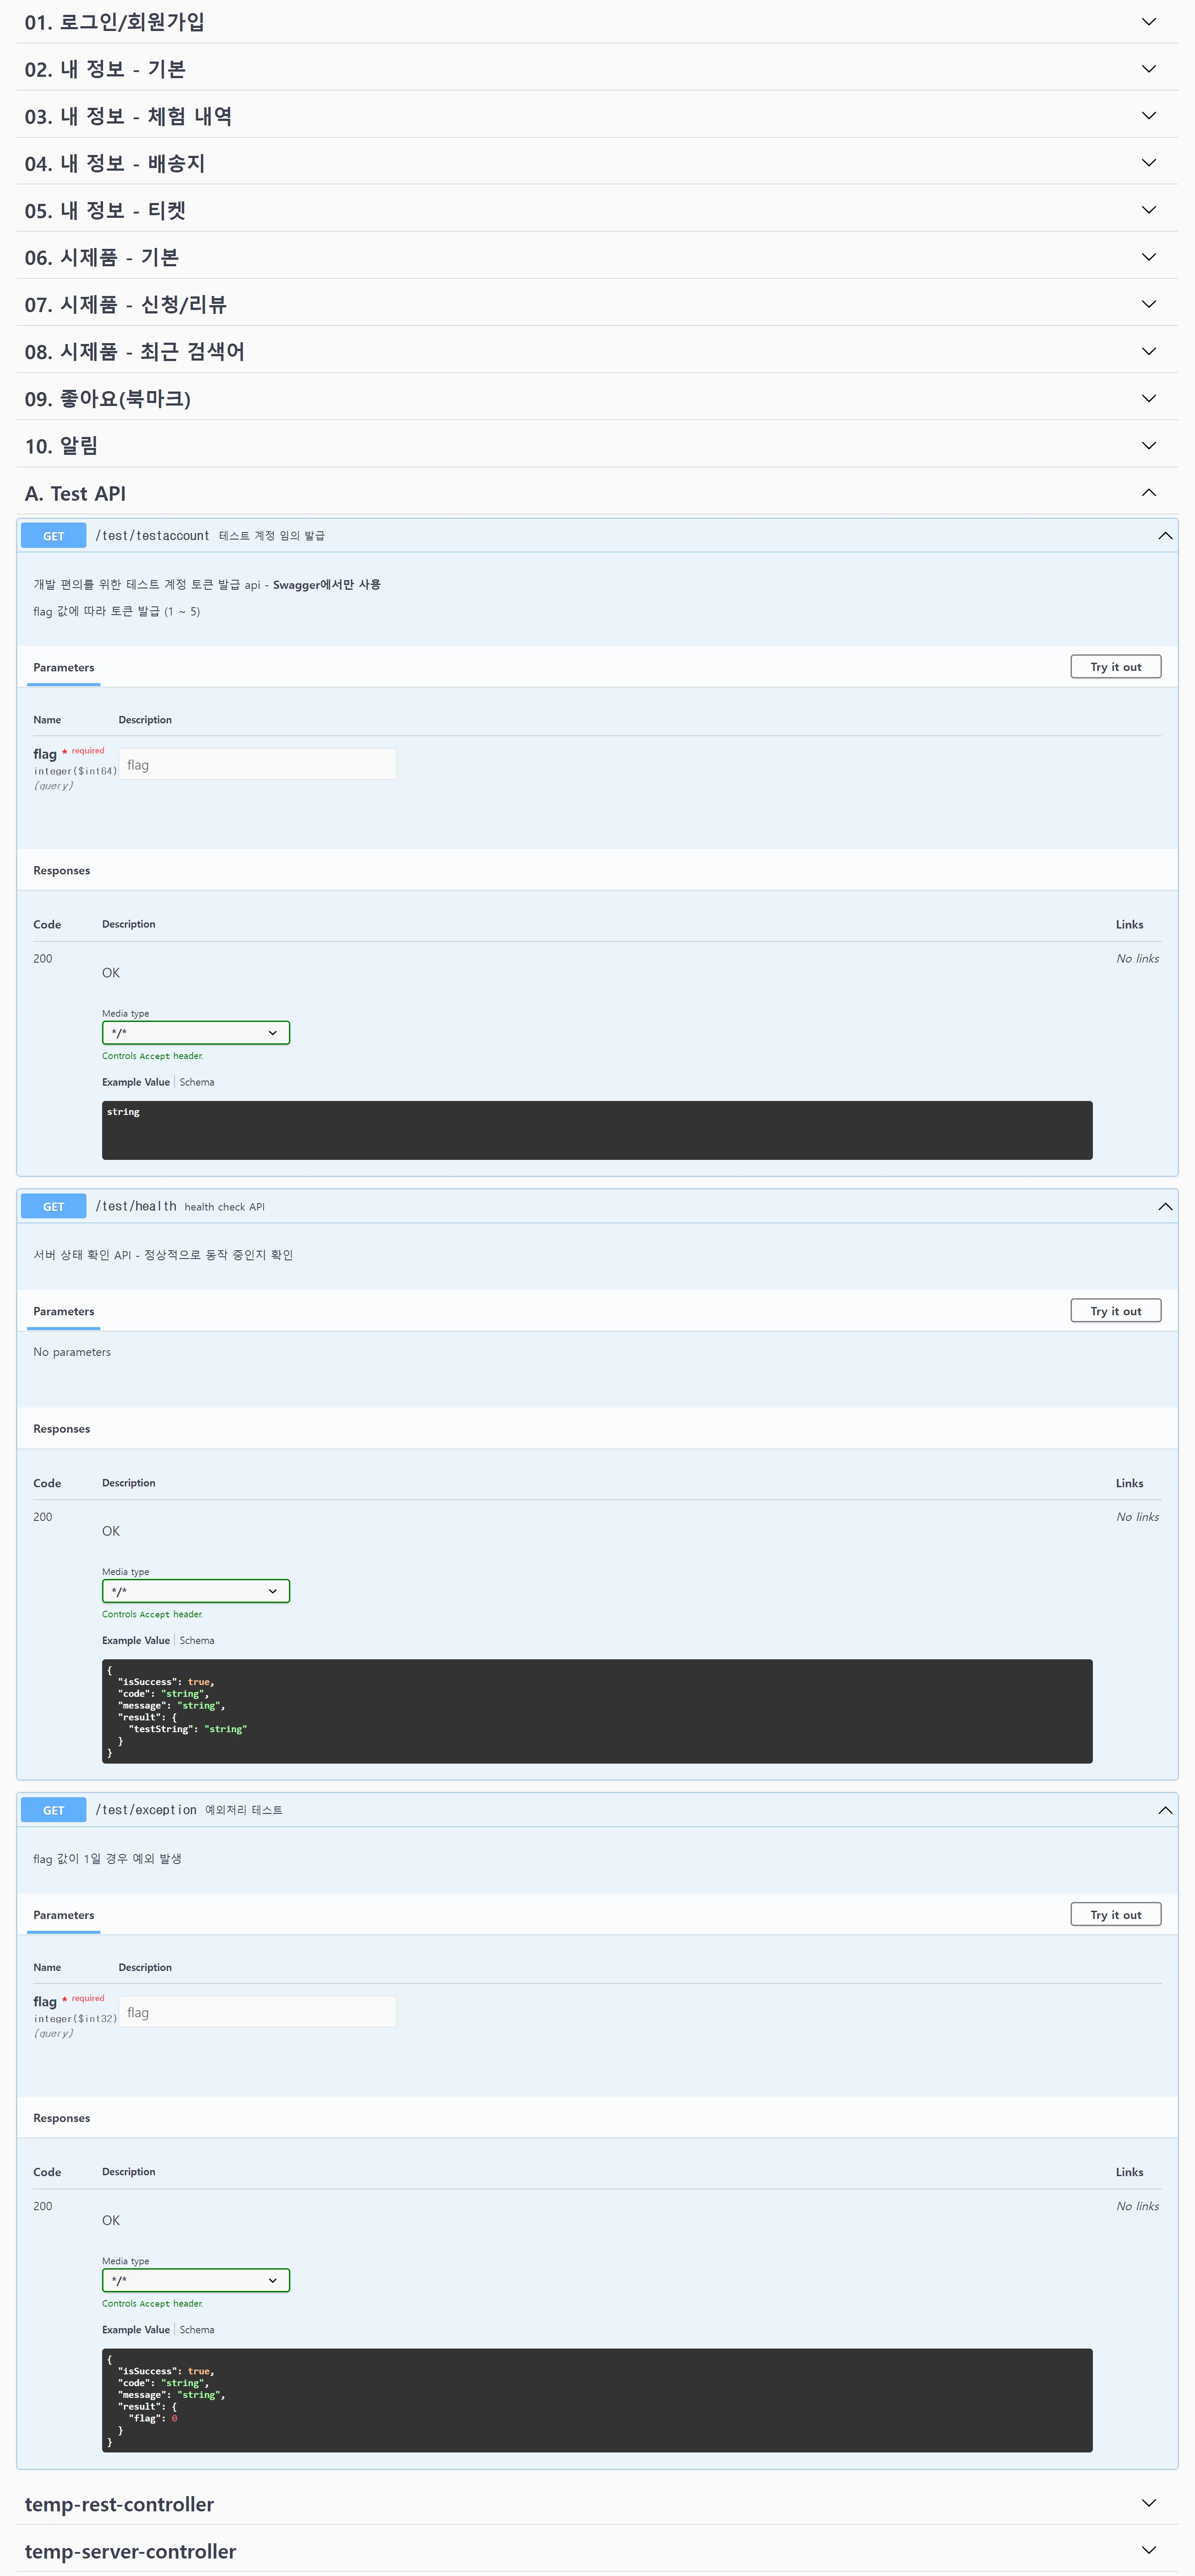 01. 로그인/회원가입
02. 내 정보 - 기본
03. 내 정보 - 체험 내역
04. 내 정보 - 배송지
05. 내 정보 - 티켓
06. 시제품 - 기본
07. 시제품 - 신청/리뷰
08. 시제품 - 최근 검색어
09. 좋아요(북마크)
10. 알림
A. Test API
GET /test/testaccount 테스트 계정 임의 발급
개발 편의를 위한 테스트 계정 토큰 발급 api - Swagger에서만 사용
flag 값에 따라 토큰 발급 (1 ~ 5)
Parameters Try it out
Name Description
flag * required
integer($int64) flag
(query)
Responses
Code Description Links
200 No links
OK
Media type
*/*
Controls Accept header.
Example Value Schema
string
GET /test/health health check API
서버 상태 확인 API - 정상적으로 동작 중인지 확인
Parameters Try it out
No parameters
Responses
Code Description Links
200 No links
OK
Media type
*/*
Controls Accept header.
Example Value Schema
{
"isSuccess": true,
"code": "string",
"message": "string",
"result": {
"testString": "string"
}
}
GET /test/exception 예외처리 테스트
flag 값이 1일 경우 예외 발생
Parameters Try it out
Name Description
flag * required
integer($int32) flag
(query)
Responses
Code Description Links
200 No links
OK
Media type
*/*
Controls Accept header.
Example Value Schema
{
"isSuccess": true,
"code": "string",
"message": "string",
"result": {
"flag": 0
}
}
temp-rest-controller
temp-server-controller